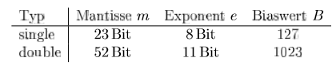 Typ Mantisse m Exponent e Biaswert B
single 23 Bit 8 Bit 127
double 52 Bit 11 Bit 1023